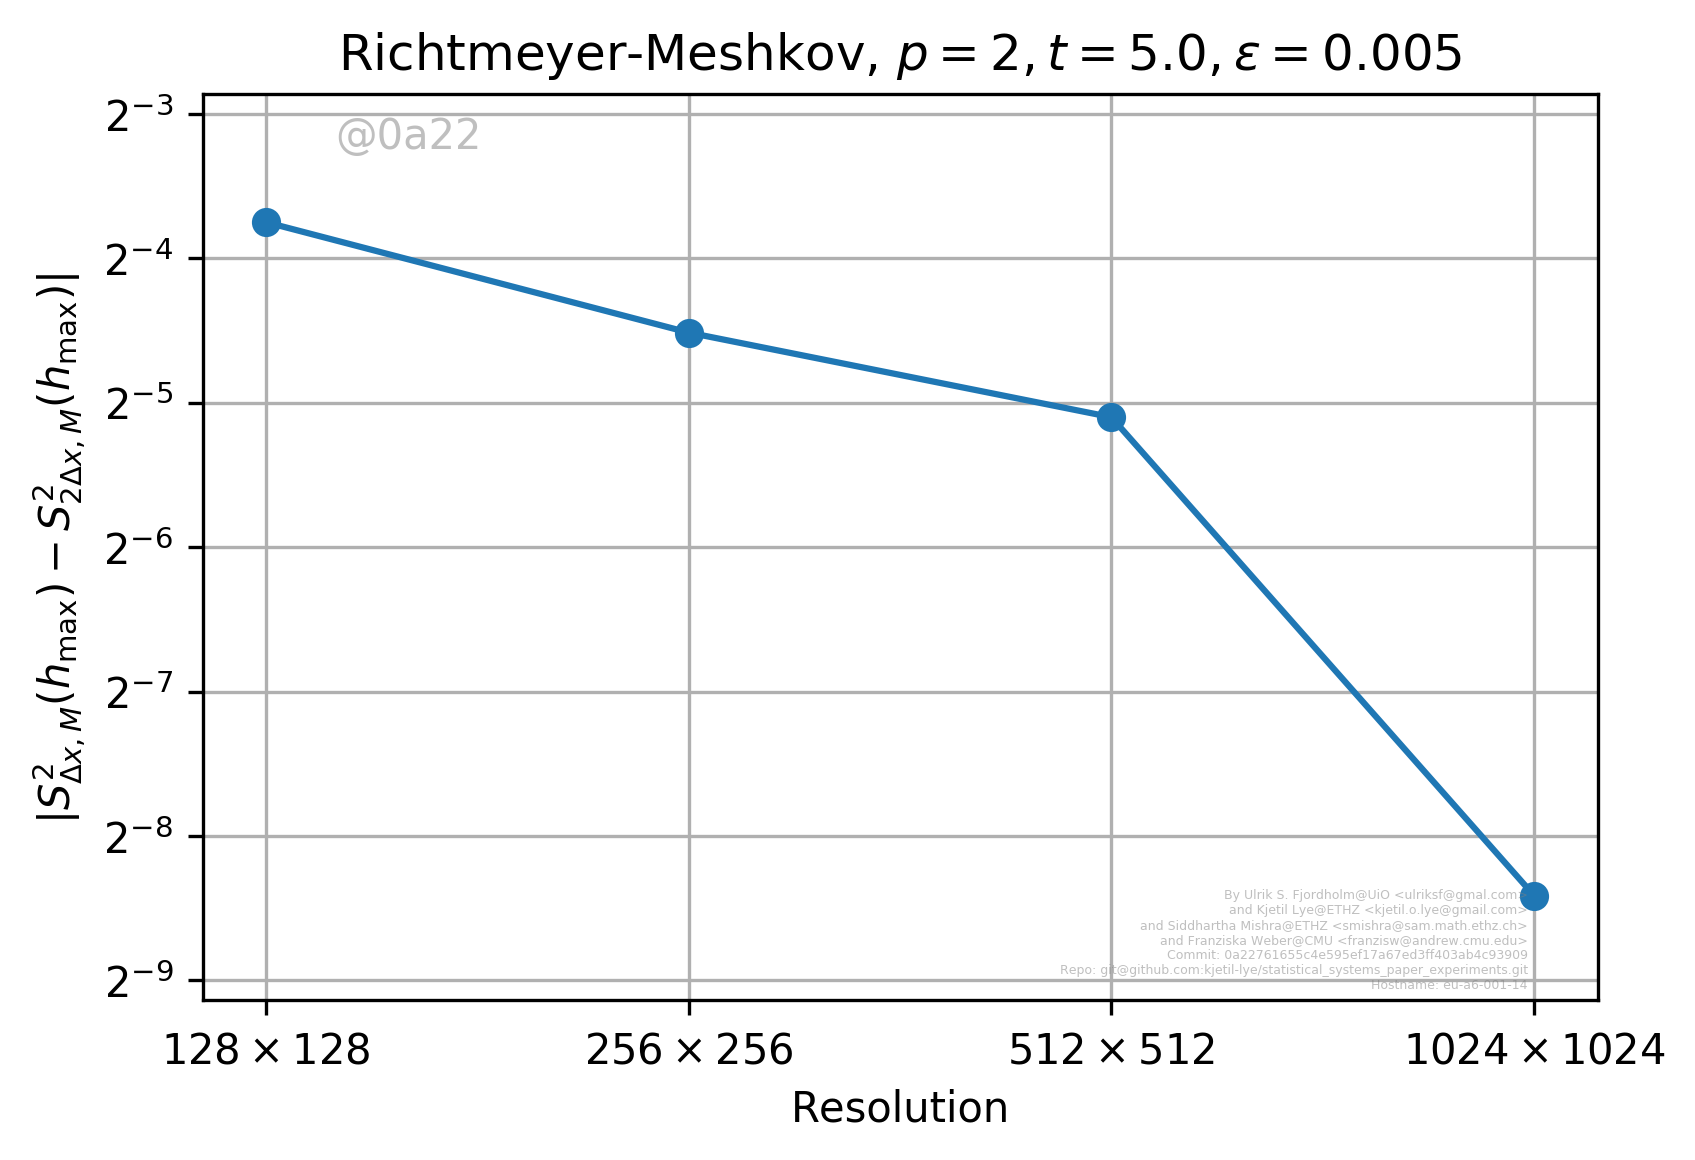 Richtmeyer-Meshkov, p = 2, t = 5.0, ε = 0.005
@0a22
2⁻³
2⁻⁴
2⁻⁵
2⁻⁶
2⁻⁷
2⁻⁸
2⁻⁹
|S²_{Δx,M}(h_max) − S²_{2Δx,M}(h_max)|
By Ulrik S. Fjordholm@UiO <ulriksf@gmal.com>
and Kjetil Lye@ETHZ <kjetil.o.lye@gmail.com>
and Siddhartha Mishra@ETHZ <smishra@sam.math.ethz.ch>
and Franziska Weber@CMU <franzisw@andrew.cmu.edu>
Commit: 0a22761655c4e595ef17a67ed3ff403ab4c93909
Repo: git@github.com:kjetil-lye/statistical_systems_paper_experiments.git
Hostname: eu-a6-001-14
128 × 128 256 × 256 512 × 512 1024 × 1024
Resolution